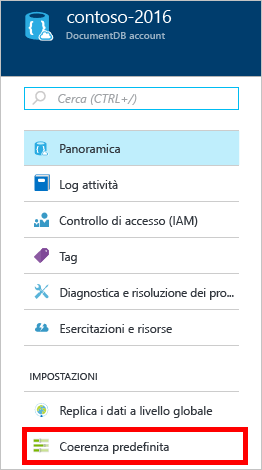 contoso-2016
DocumentDB account
Cerca (CTRL+/)
Panoramica
Log attività
Controllo di accesso (IAM)
Tag
Diagnostica e risoluzione dei pro...
Esercitazioni e risorse
IMPOSTAZIONI
Replica i dati a livello globale
Coerenza predefinita